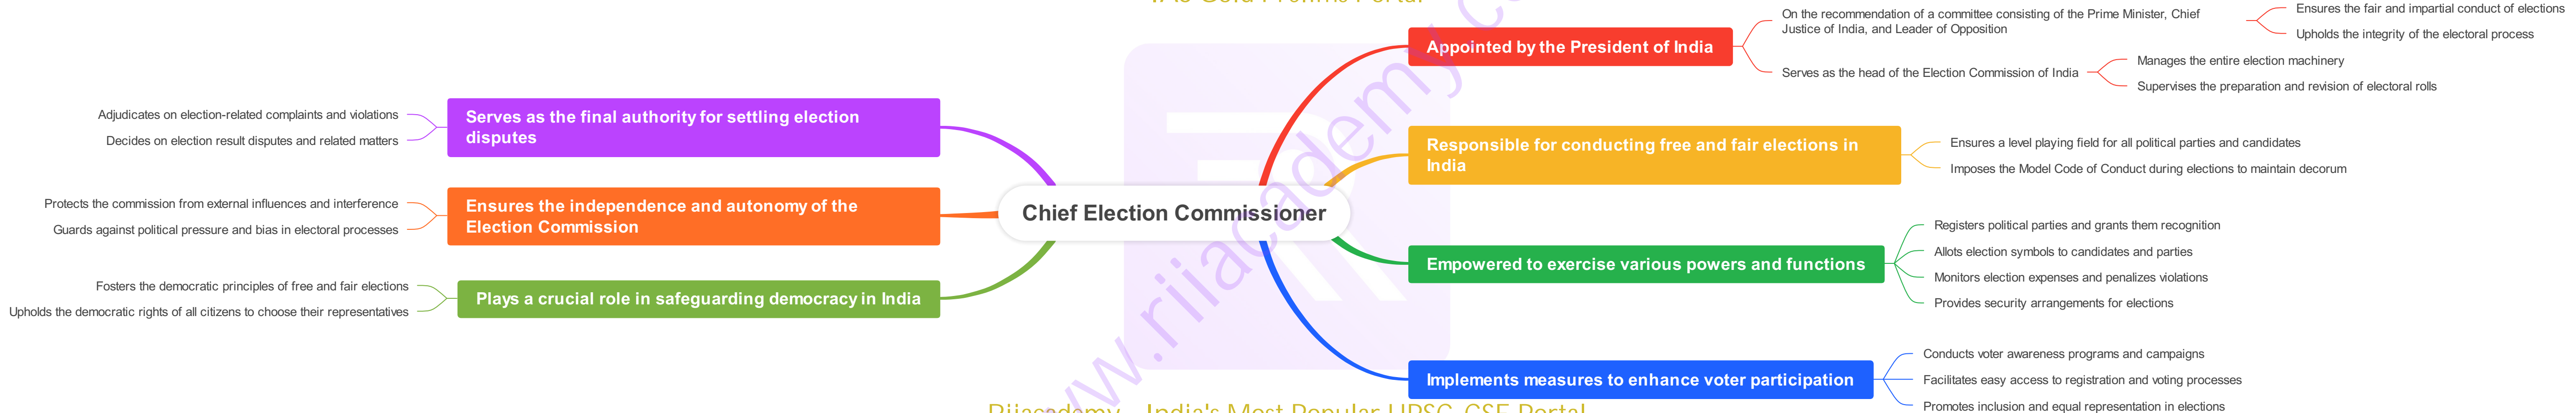 IAS Gold Prelims Portal
Chief Election Commissioner
Appointed by the President of India
On the recommendation of a committee consisting of the Prime Minister, Chief
Justice of India, and Leader of Opposition
Ensures the fair and impartial conduct of elections
Upholds the integrity of the electoral process
Serves as the head of the Election Commission of India
Manages the entire election machinery
Supervises the preparation and revision of electoral rolls
Responsible for conducting free and fair elections in
India
Ensures a level playing field for all political parties and candidates
Imposes the Model Code of Conduct during elections to maintain decorum
Empowered to exercise various powers and functions
Registers political parties and grants them recognition
Allots election symbols to candidates and parties
Monitors election expenses and penalizes violations
Provides security arrangements for elections
Implements measures to enhance voter participation
Conducts voter awareness programs and campaigns
Facilitates easy access to registration and voting processes
Promotes inclusion and equal representation in elections
Serves as the final authority for settling election
disputes
Adjudicates on election-related complaints and violations
Decides on election result disputes and related matters
Ensures the independence and autonomy of the
Election Commission
Protects the commission from external influences and interference
Guards against political pressure and bias in electoral processes
Plays a crucial role in safeguarding democracy in India
Fosters the democratic principles of free and fair elections
Upholds the democratic rights of all citizens to choose their representatives
India's Most Popular UPSC-CSE Portal